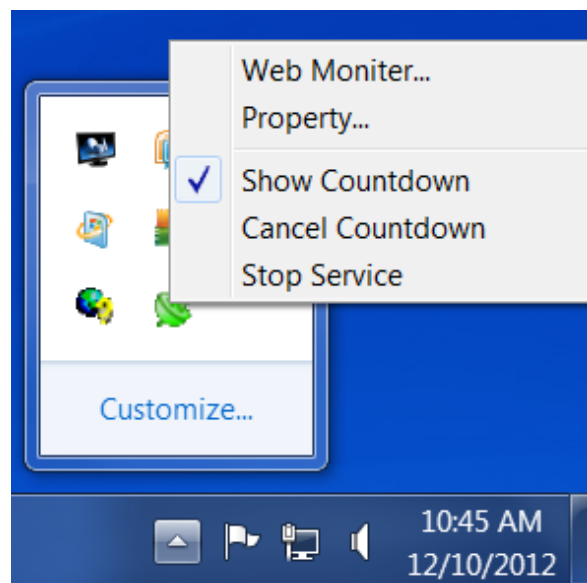 Web Moniter...
Property...
Show Countdown
Cancel Countdown
Stop Service
Customize...
10:45 AM
12/10/2012